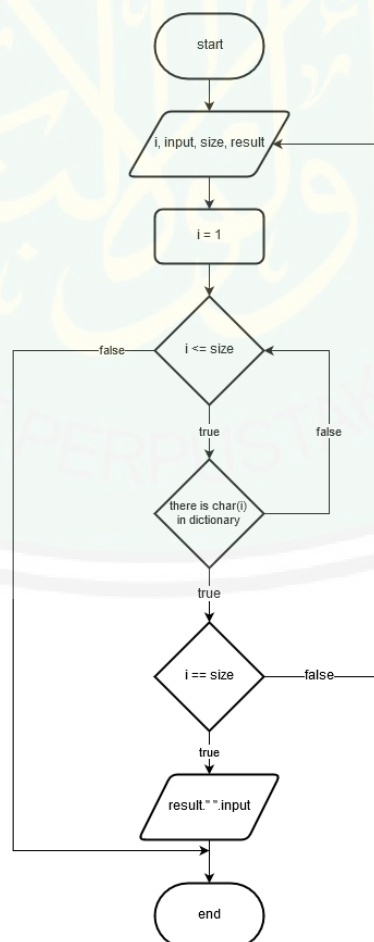 start
i, input, size, result
i = 1
i <= size
false
true
false
there is char(i)
in dictionary
true
i == size
false
true
result." ".input
end